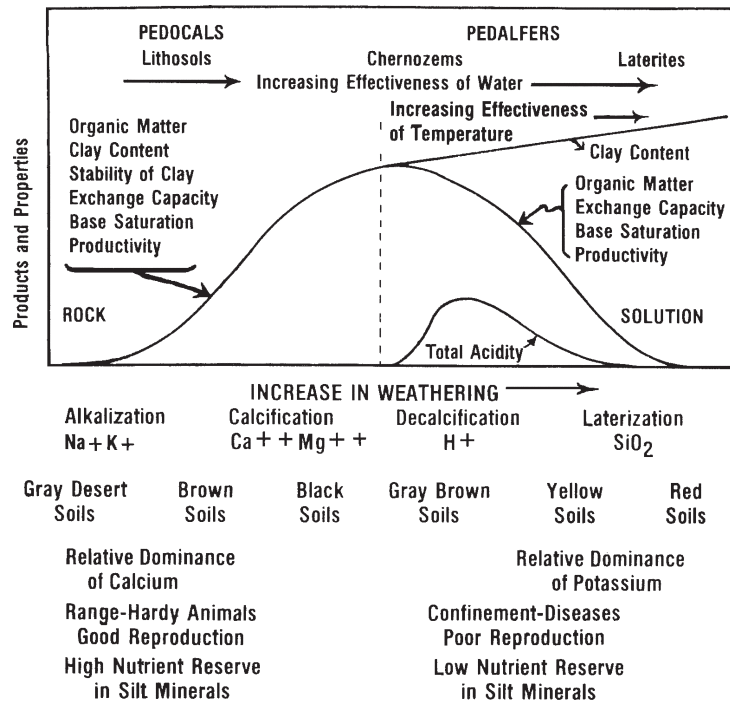 PEDOCALS PEDALFERS
Lithosols Chernozems Laterites
Increasing Effectiveness of Water
Increasing Effectiveness
of Temperature
Organic Matter
Clay Content
Stability of Clay
Exchange Capacity
Base Saturation
Productivity
Clay Content
Organic Matter
Exchange Capacity
Base Saturation
Productivity
Products and Properties
ROCK
SOLUTION
Total Acidity
INCREASE IN WEATHERING
Alkalization Calcification Decalcification Laterization
Na+K+ Ca++Mg++ H+ SiO2
Gray Desert Brown Black Gray Brown Yellow Red
Soils Soils Soils Soils Soils Soils
Relative Dominance Relative Dominance
of Calcium of Potassium
Range-Hardy Animals Confinement-Diseases
Good Reproduction Poor Reproduction
High Nutrient Reserve Low Nutrient Reserve
in Silt Minerals in Silt Minerals